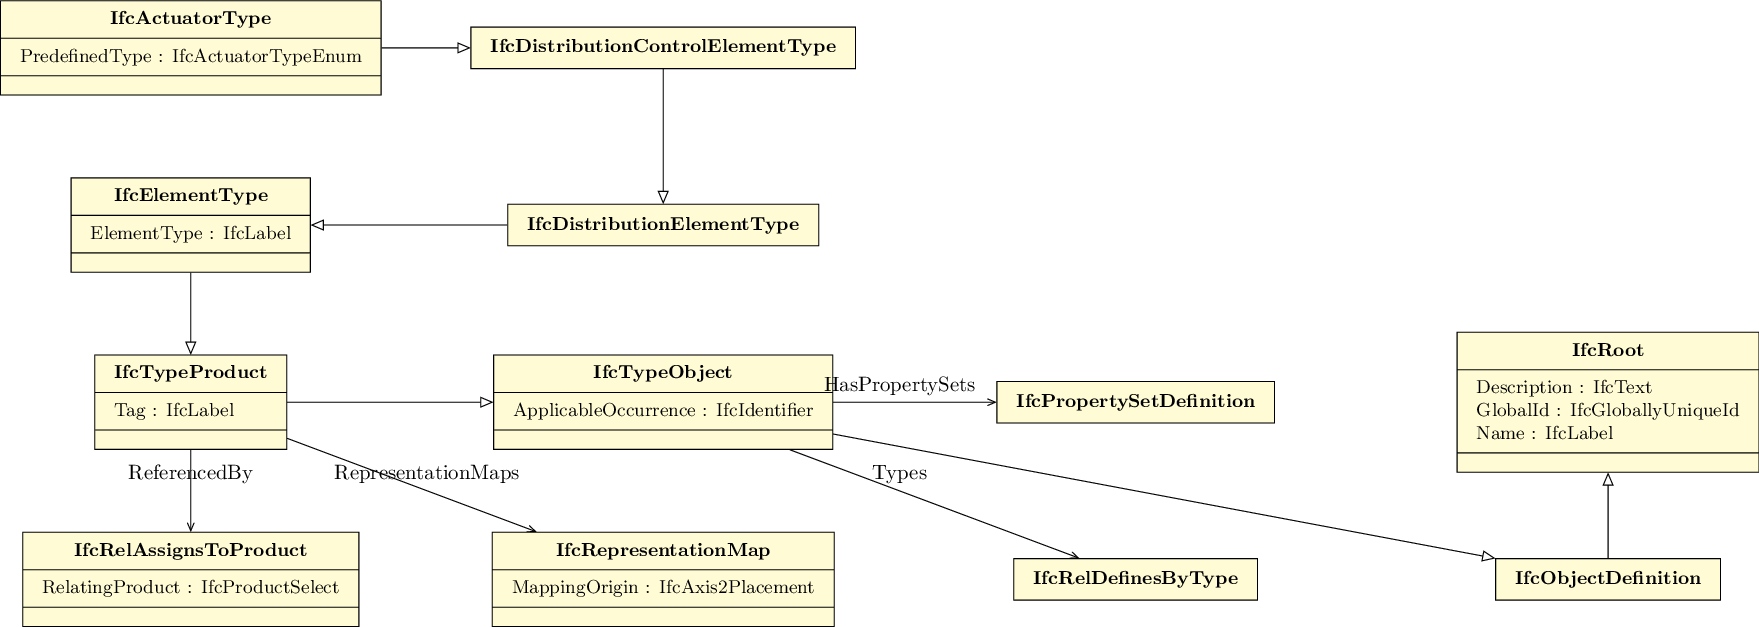 IfcActuatorType
PredefinedType : IfcActuatorTypeEnum
IfcDistributionControlElementType
IfcElementType
ElementType : IfcLabel
IfcDistributionElementType
IfcTypeProduct
Tag : IfcLabel
IfcTypeObject
ApplicableOccurrence : IfcIdentifier
HasPropertySets
IfcPropertySetDefinition
IfcRoot
Description : IfcText
GlobalId : IfcGloballyUniqueId
Name : IfcLabel
ReferencedBy
RepresentationMaps
Types
IfcRelAssignsToProduct
RelatingProduct : IfcProductSelect
IfcRepresentationMap
MappingOrigin : IfcAxis2Placement
IfcRelDefinesByType
IfcObjectDefinition